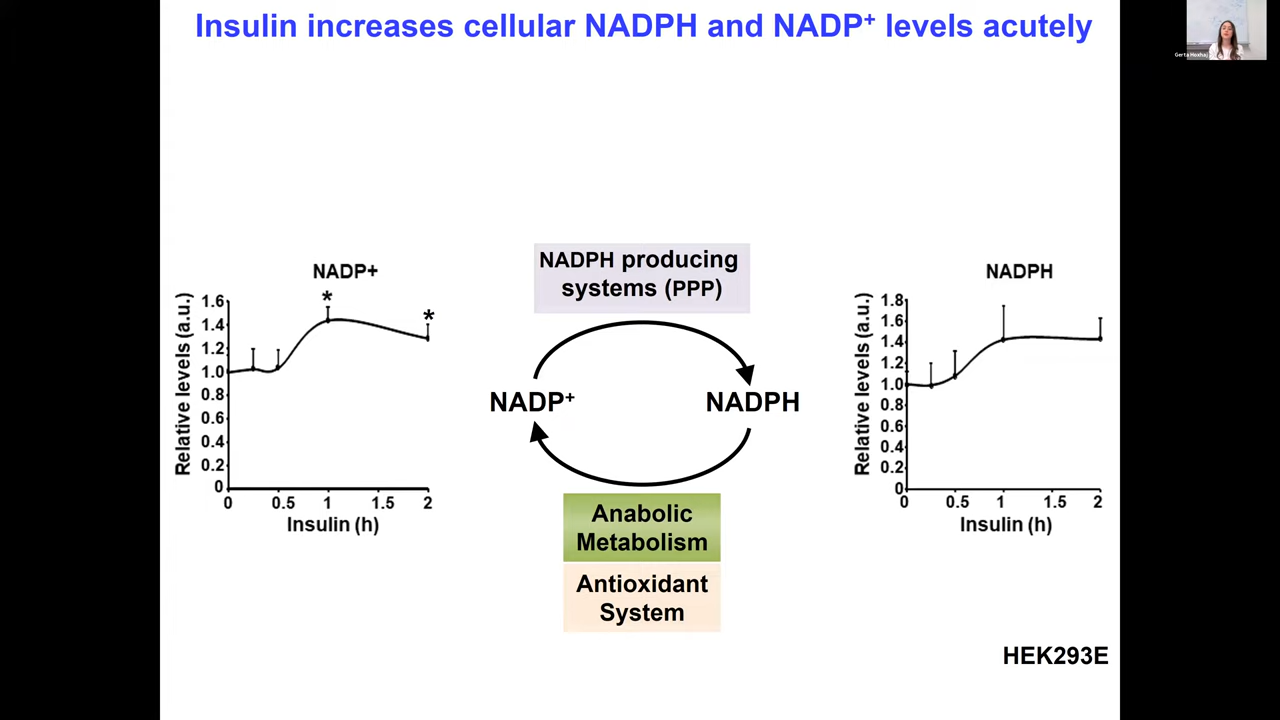 Insulin increases cellular NADPH and NADP⁺ levels acutely
Gerta Hoxhaj
NADP+
*
*
1.6
1.4
1.2
1.0
0.8
0.6
0.4
0.2
0
Relative levels (a.u.)
0 0.5 1 1.5 2
Insulin (h)
NADPH producing
systems (PPP)
NADP⁺
NADPH
Anabolic
Metabolism
Antioxidant
System
NADPH
1.8
1.6
1.4
1.2
1.0
0.8
0.6
0.4
0.2
0
Relative levels (a.u.)
0 0.5 1 1.5 2
Insulin (h)
HEK293E